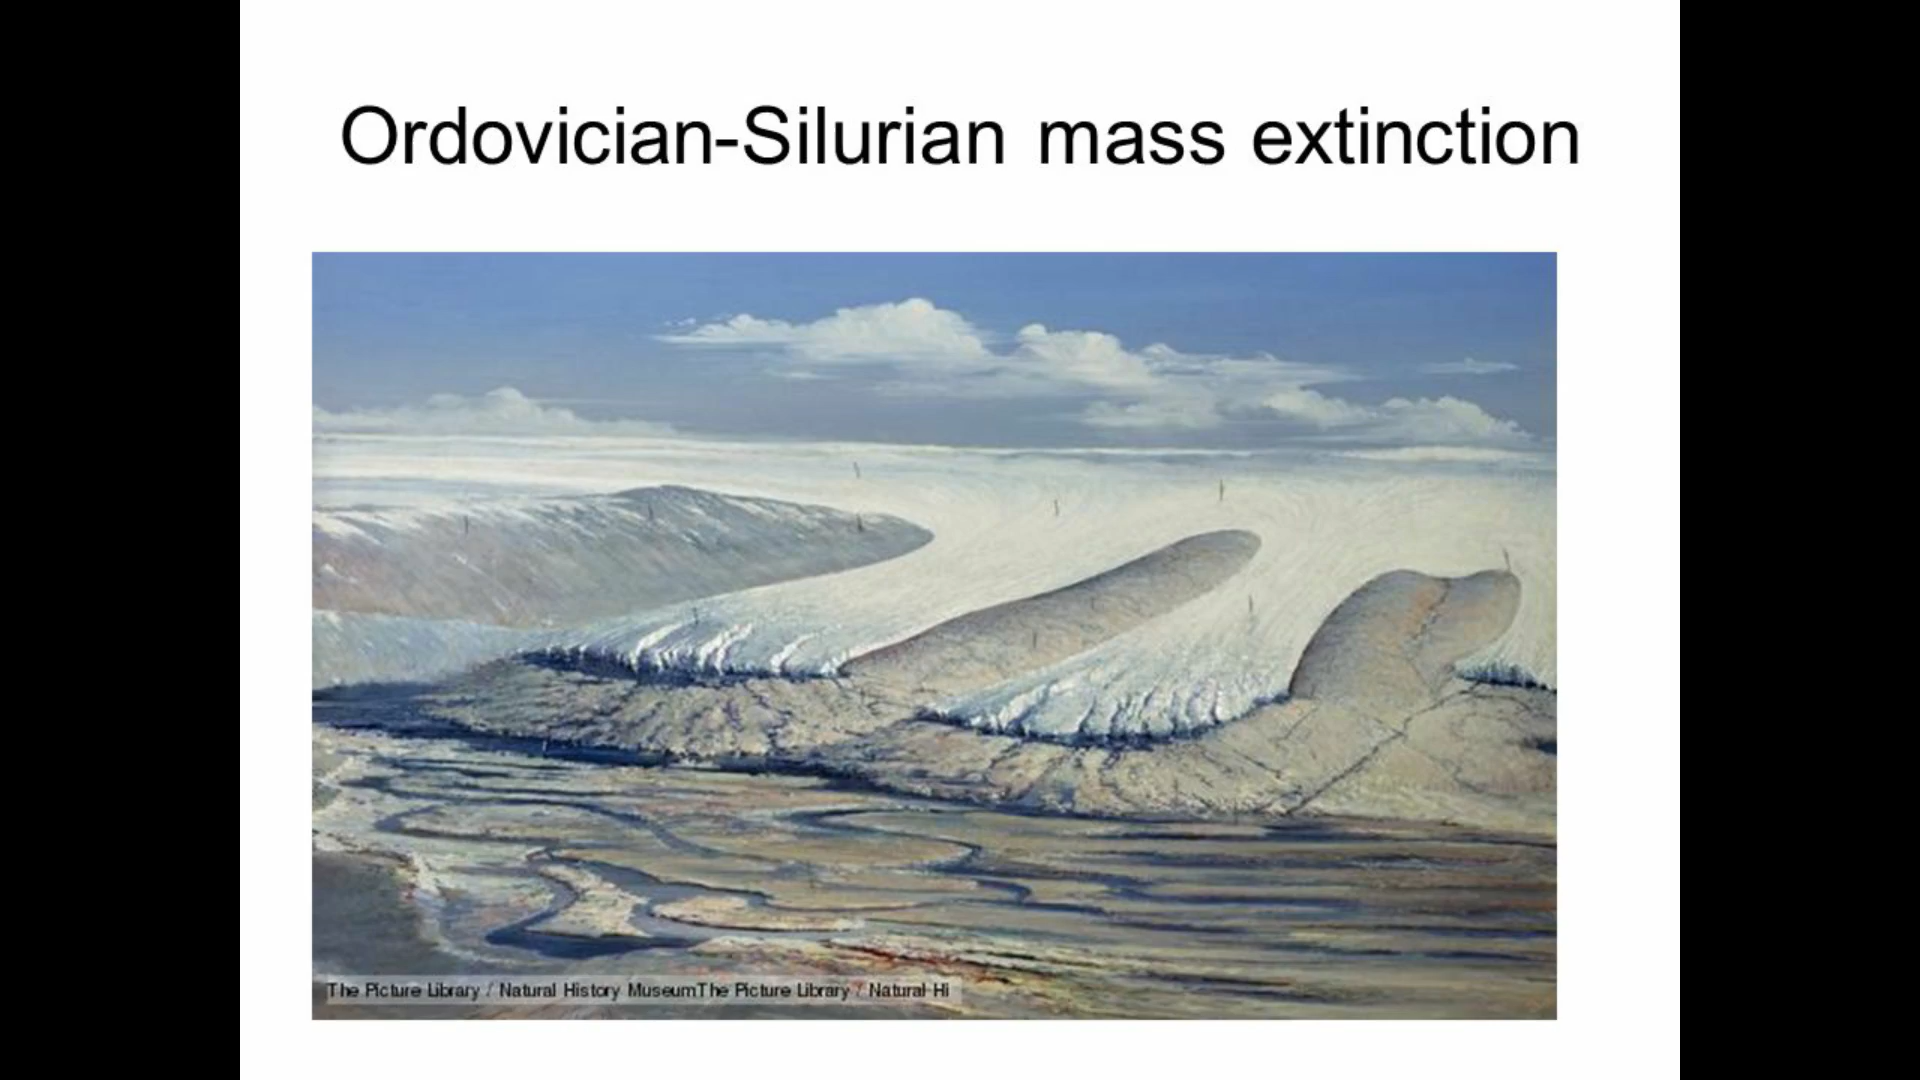 Ordovician-Silurian mass extinction
The Picture Library / Natural History MuseumThe Picture Library / Natural Hi